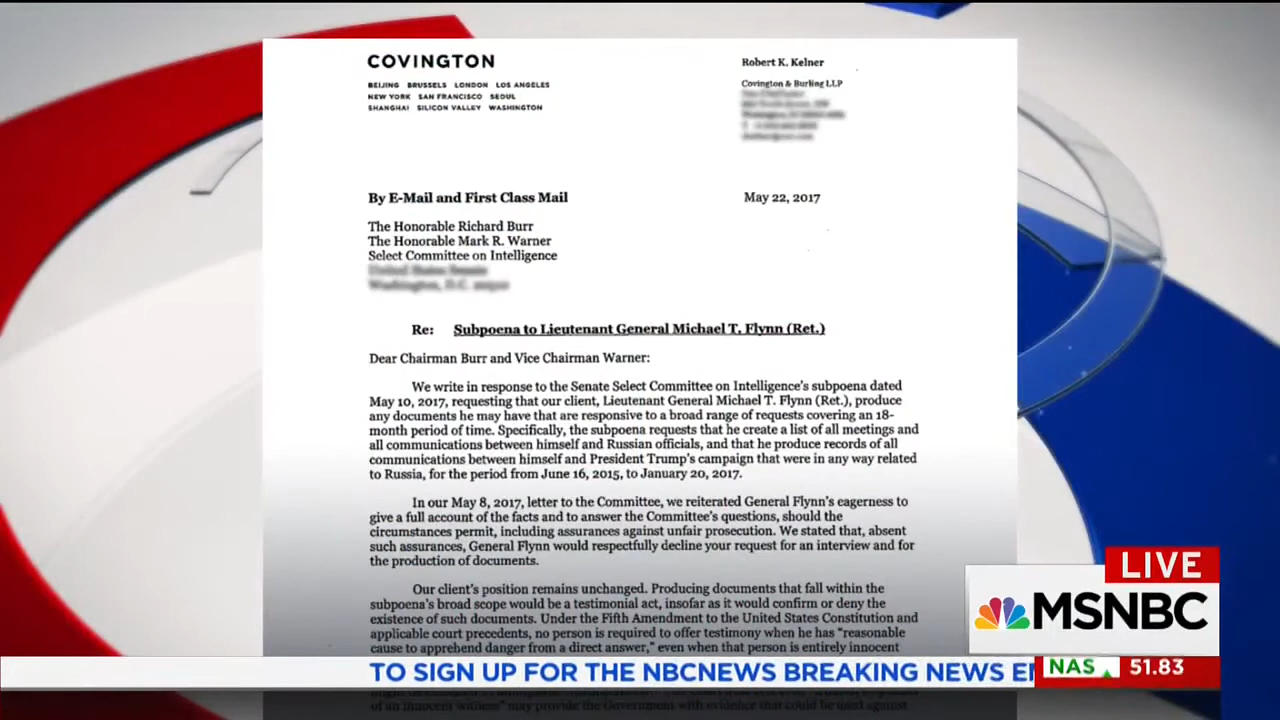 COVINGTON
BEIJING BRUSSELS LONDON LOS ANGELES
NEW YORK SAN FRANCISCO SEOUL
SHANGHAI SILICON VALLEY WASHINGTON
Robert K. Kelner
Covington & Burling LLP
By E-Mail and First Class Mail
May 22, 2017
The Honorable Richard Burr
The Honorable Mark R. Warner
Select Committee on Intelligence
Re: Subpoena to Lieutenant General Michael T. Flynn (Ret.)
Dear Chairman Burr and Vice Chairman Warner:
We write in response to the Senate Select Committee on Intelligence's subpoena dated
May 10, 2017, requesting that our client, Lieutenant General Michael T. Flynn (Ret.), produce
any documents he may have that are responsive to a broad range of requests covering an 18-
month period of time. Specifically, the subpoena requests that he create a list of all meetings and
all communications between himself and Russian officials, and that he produce records of all
communications between himself and President Trump's campaign that were in any way related
to Russia, for the period from June 16, 2015, to January 20, 2017.
In our May 8, 2017, letter to the Committee, we reiterated General Flynn's eagerness to
give a full account of the facts and to answer the Committee's questions, should the
circumstances permit, including assurances against unfair prosecution. We stated that, absent
such assurances, General Flynn would respectfully decline your request for an interview and for
the production of documents.
Our client's position remains unchanged. Producing documents that fall within the
subpoena's broad scope would be a testimonial act, insofar as it would confirm or deny the
existence of such documents. Under the Fifth Amendment to the United States Constitution and
applicable court precedents, no person is required to offer testimony when he has "reasonable
cause to apprehend danger from a direct answer," even when that person is entirely innocent
of an innocent witness" may provide the Government with evidence that could be used against
LIVE
MSNBC
TO SIGN UP FOR THE NBCNEWS BREAKING NEWS
NAS 51.83